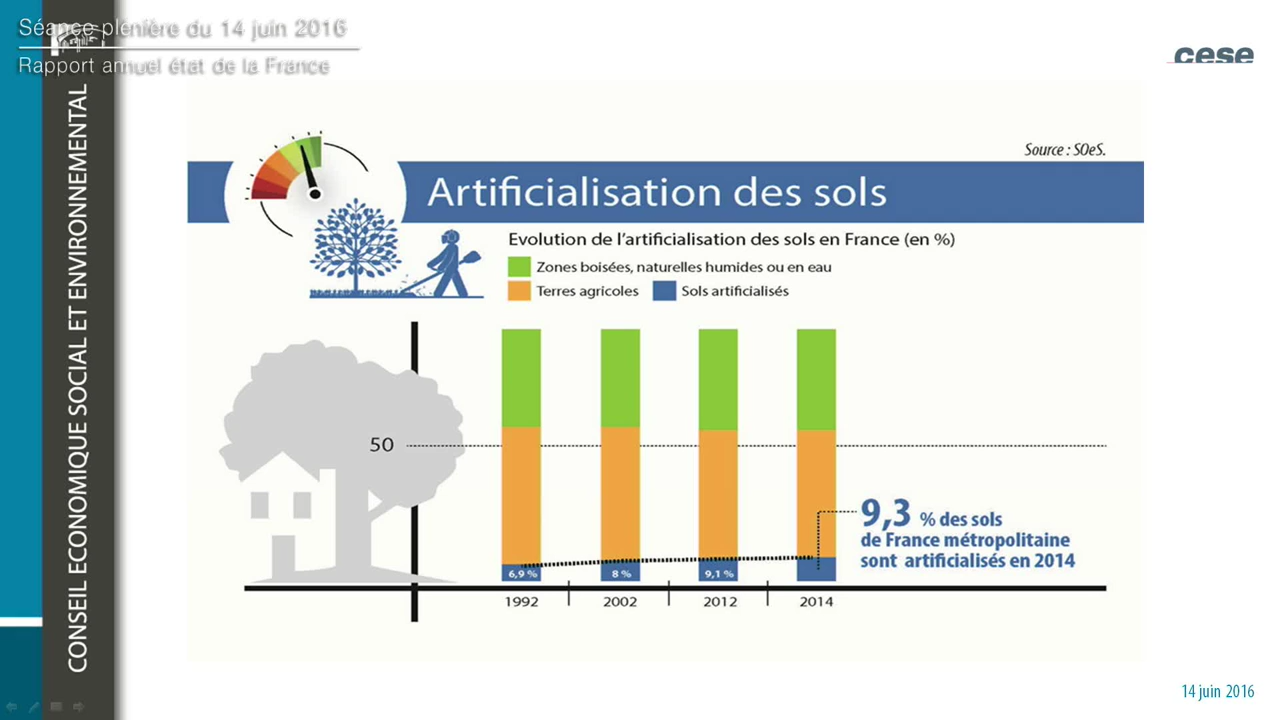 Séance plénière du 14 juin 2016
Rapport annuel état de la France
CONSEIL ECONOMIQUE SOCIAL ET ENVIRONNEMENTAL
cese
Source : SOeS.
Artificialisation des sols
Evolution de l'artificialisation des sols en France (en %)
Zones boisées, naturelles humides ou en eau
Terres agricoles
Sols artificialisés
50
9,3 % des sols
de France métropolitaine
sont artificialisés en 2014
6,9 %
8 %
9,1 %
1992
2002
2012
2014
14 juin 2016